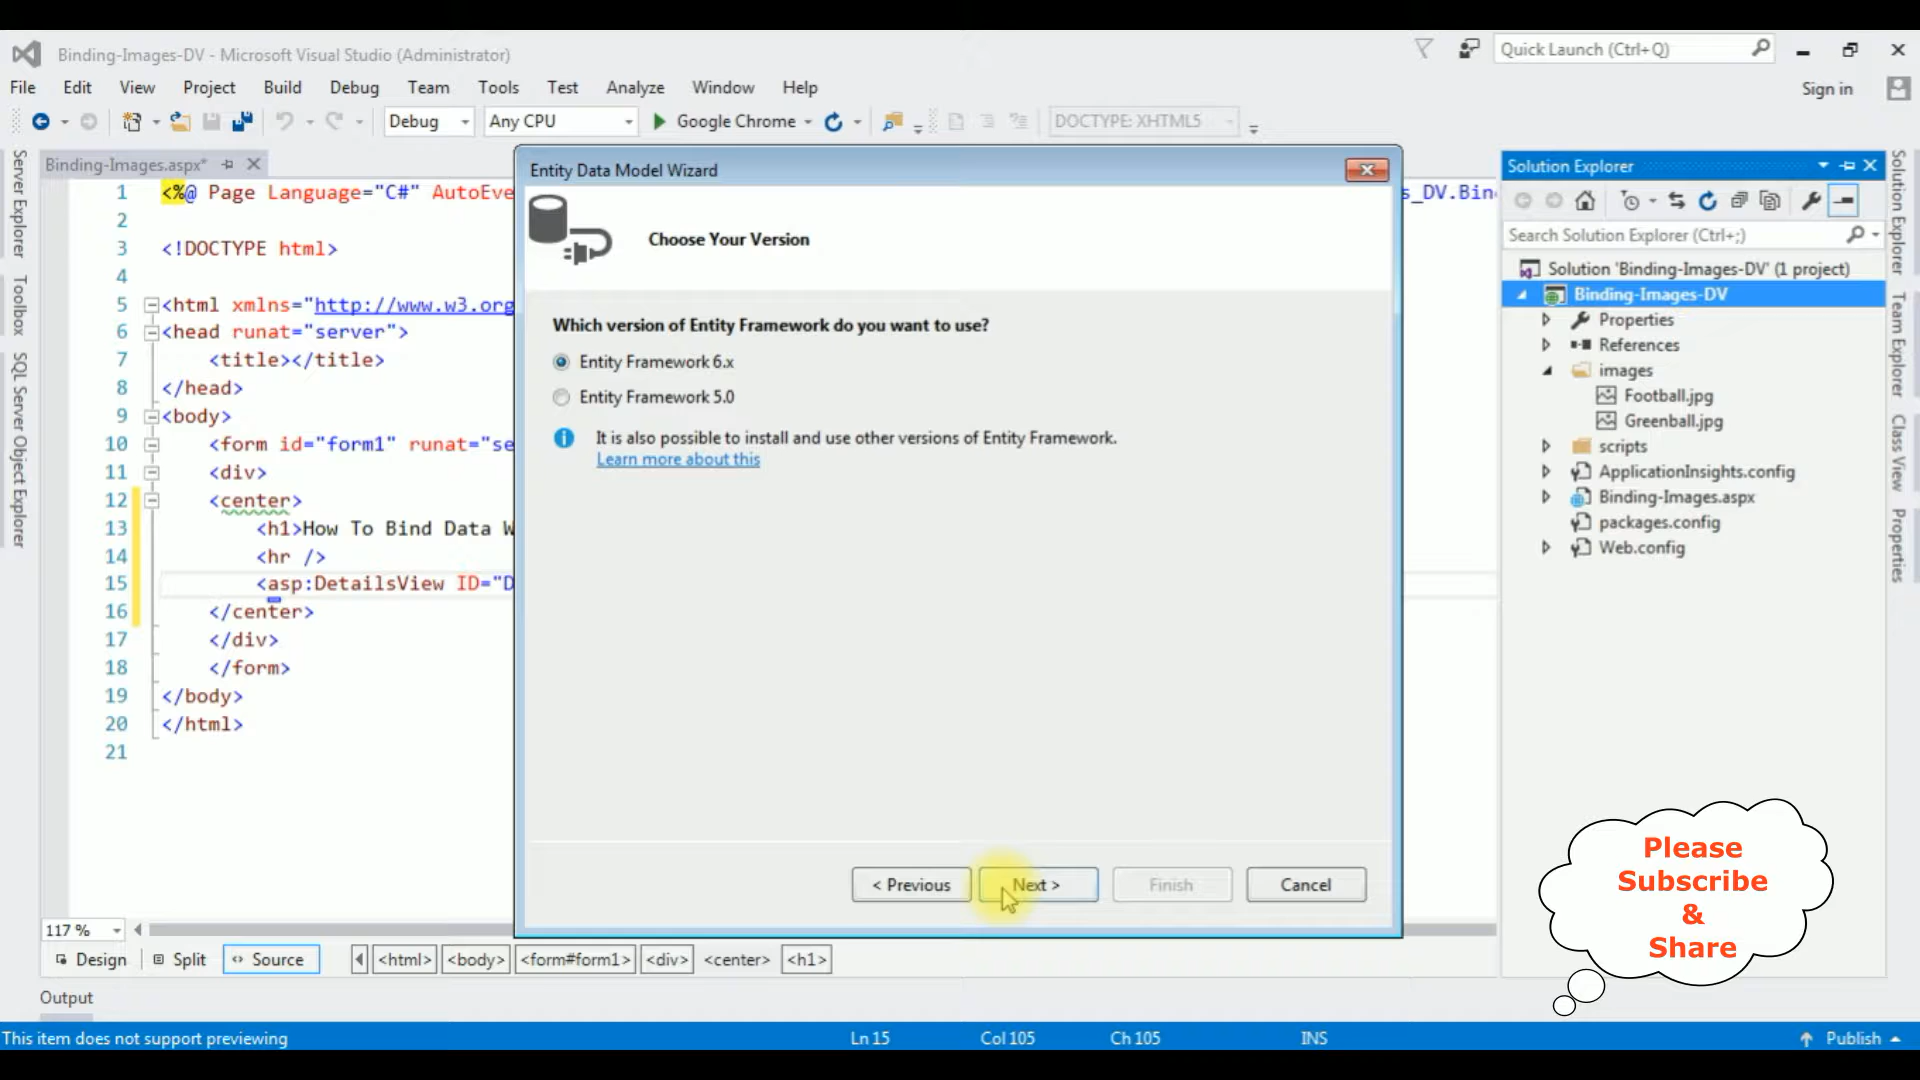 Binding-Images-DV - Microsoft Visual Studio (Administrator)
Quick Launch (Ctrl+Q)
File Edit View Project Build Debug Team Tools Test Analyze Window Help
Sign in
Debug
Any CPU
Google Chrome
DOCTYPE: XHTML5
Server Explorer
Toolbox
SQL Server Object Explorer
Binding-Images.aspx*
1 <%@ Page Language="C#" AutoEve
s_DV.Bin
2
3 <!DOCTYPE html>
4
5 <html xmlns="http://www.w3.org
6 <head runat="server">
7 <title></title>
8 </head>
9 <body>
10 <form id="form1" runat="se
11 <div>
12 <center>
13 <h1>How To Bind Data W
14 <hr />
15 <asp:DetailsView ID="D
16 </center>
17 </div>
18 </form>
19 </body>
20 </html>
21
Entity Data Model Wizard
Choose Your Version
Which version of Entity Framework do you want to use?
Entity Framework 6.x
Entity Framework 5.0
It is also possible to install and use other versions of Entity Framework.
Learn more about this
< Previous
Next >
Finish
Cancel
Solution Explorer
Search Solution Explorer (Ctrl+;)
Solution 'Binding-Images-DV' (1 project)
Binding-Images-DV
Properties
References
images
Football.jpg
Greenball.jpg
scripts
ApplicationInsights.config
Binding-Images.aspx
packages.config
Web.config
Solution Explorer
Team Explorer
Class View
Properties
Please
Subscribe
&
Share
117 %
Design
Split
Source
<html>
<body>
<form#form1>
<div>
<center>
<h1>
Output
This item does not support previewing
Ln 15
Col 105
Ch 105
INS
Publish